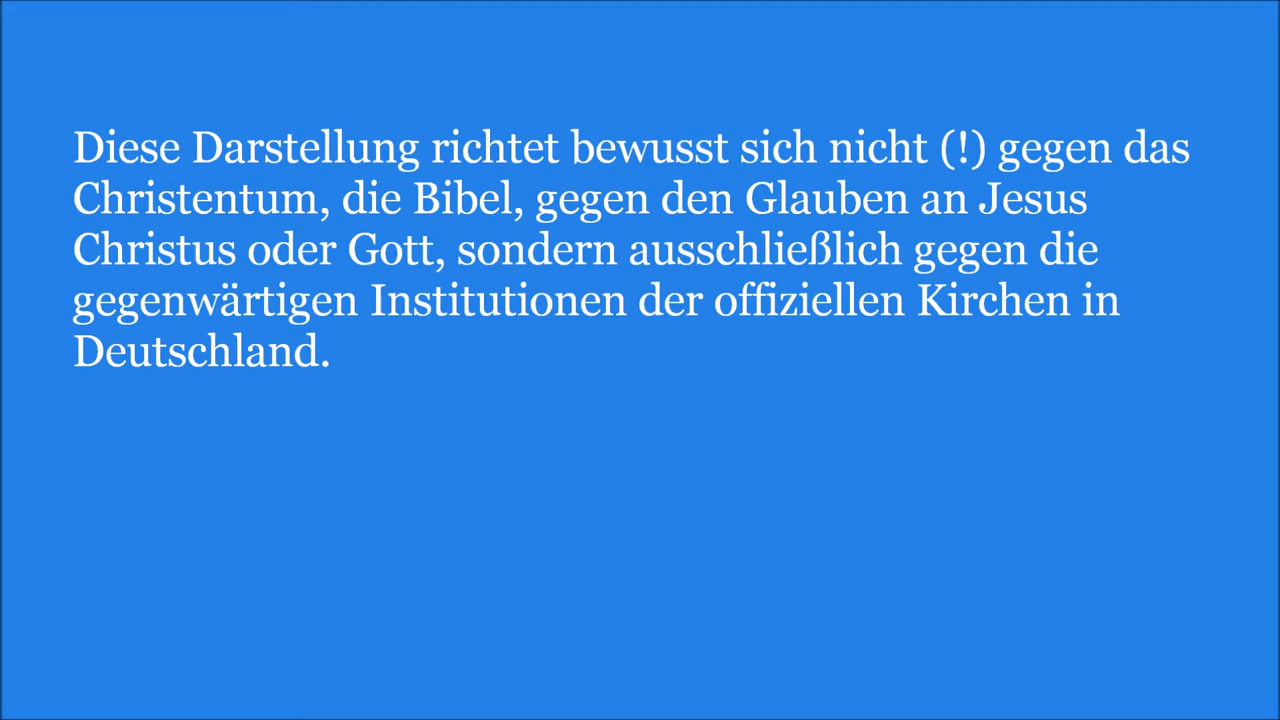 Diese Darstellung richtet bewusst sich nicht (!) gegen das
Christentum, die Bibel, gegen den Glauben an Jesus
Christus oder Gott, sondern ausschließlich gegen die
gegenwärtigen Institutionen der offiziellen Kirchen in
Deutschland.